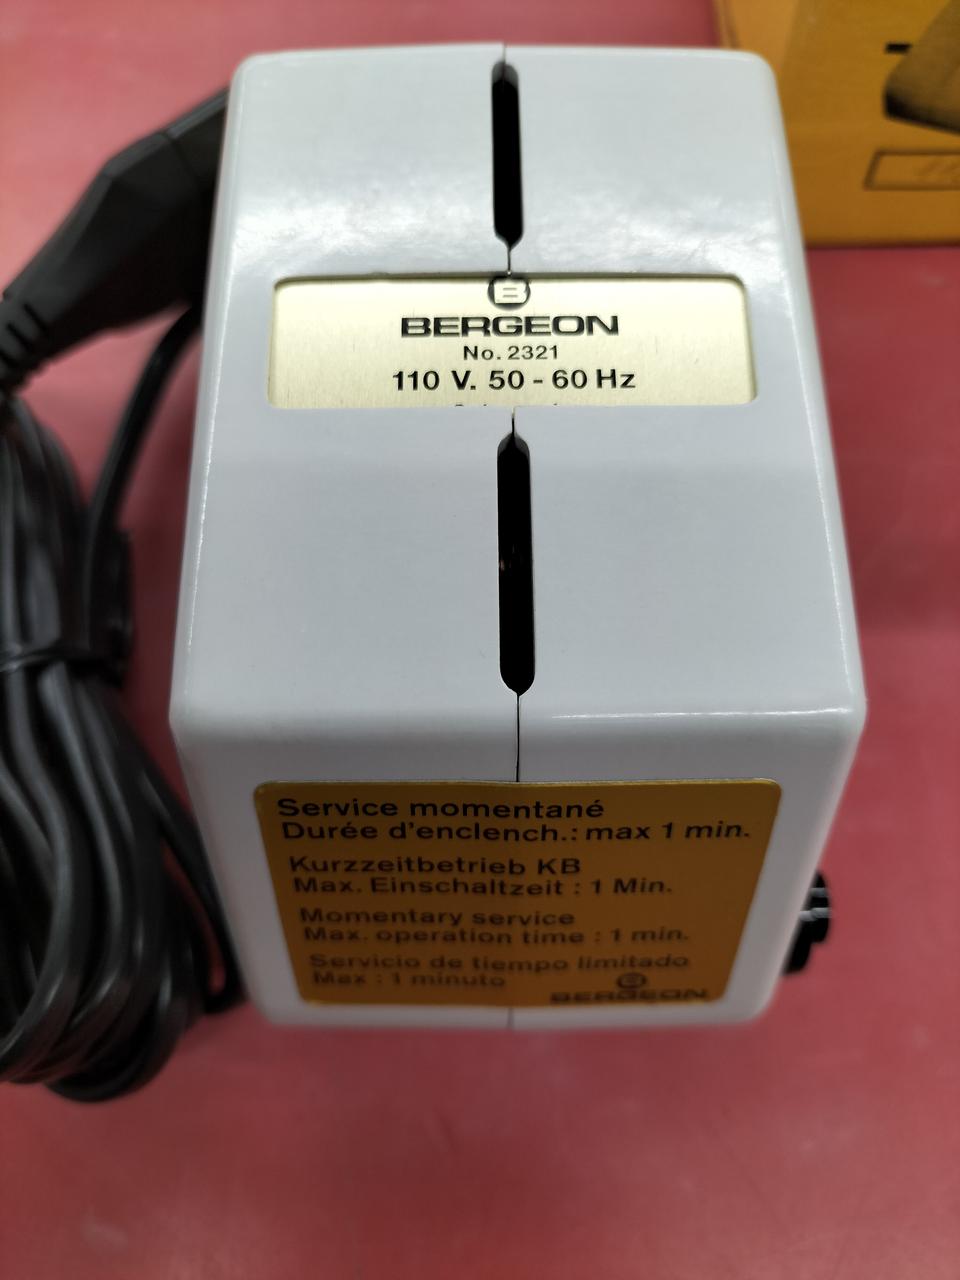 B
BERGEON
No. 2321
110 V. 50 - 60 Hz
Service momentané
Durée d'enclench.: max 1 min.
Kurzzeitbetrieb KB
Max. Einschaltzeit : 1 Min.
Momentary service
Max. operation time : 1 min.
Servicio de tiempo limitado
Max : 1 minuto
B
BERGEON